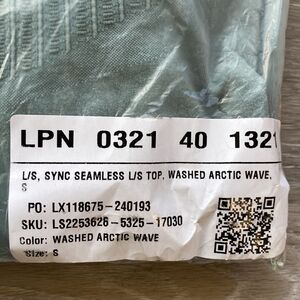 LPN 0321 40 1321
L/S, SYNC SEAMLESS L/S TOP, WASHED ARCTIC WAVE,
S
PO: LX118675-240193
SKU: LS2253626-5325-17030
Color: WASHED ARCTIC WAVE
Size: S